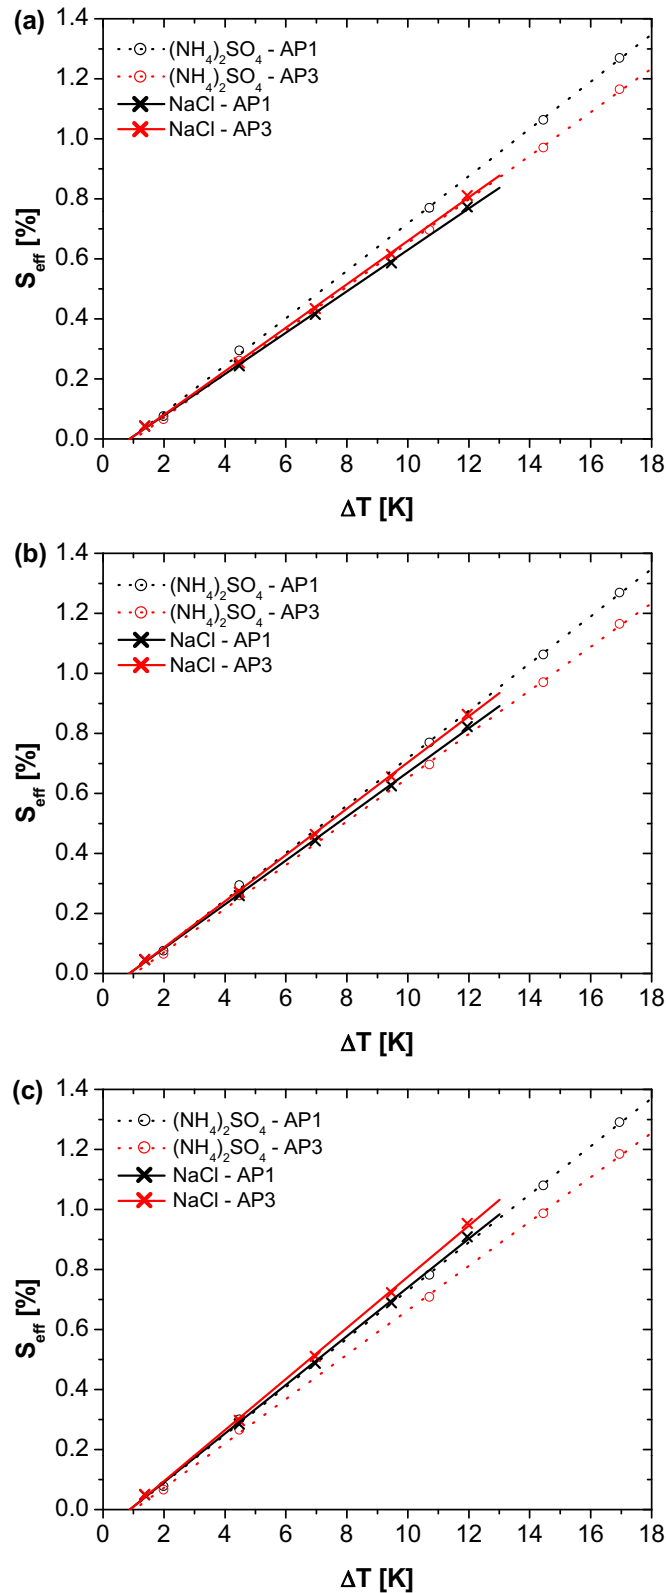 (a)
(NH₄)₂SO₄ - AP1
(NH₄)₂SO₄ - AP3
NaCl - AP1
NaCl - AP3
1.4
1.2
1.0
0.8
0.6
0.4
0.2
0.0
S_eff [%]
0 2 4 6 8 10 12 14 16 18
ΔT [K]
(b)
(NH₄)₂SO₄ - AP1
(NH₄)₂SO₄ - AP3
NaCl - AP1
NaCl - AP3
1.4
1.2
1.0
0.8
0.6
0.4
0.2
0.0
S_eff [%]
0 2 4 6 8 10 12 14 16 18
ΔT [K]
(c)
(NH₄)₂SO₄ - AP1
(NH₄)₂SO₄ - AP3
NaCl - AP1
NaCl - AP3
1.4
1.2
1.0
0.8
0.6
0.4
0.2
0.0
S_eff [%]
0 2 4 6 8 10 12 14 16 18
ΔT [K]